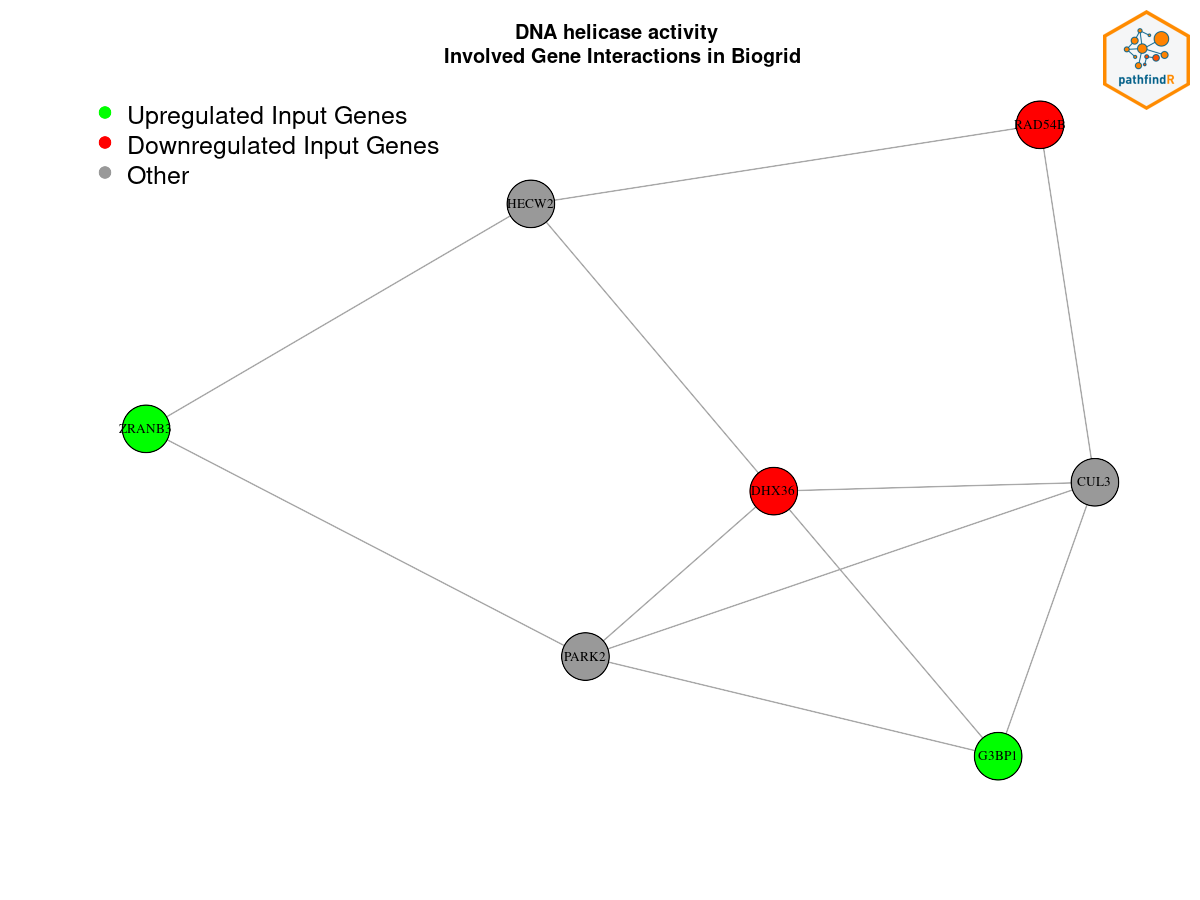 DNA helicase activity
Involved Gene Interactions in Biogrid
pathfindR
Upregulated Input Genes
Downregulated Input Genes
Other
RAD54B
HECW2
ZRANB3
DHX36
CUL3
PARK2
G3BP1